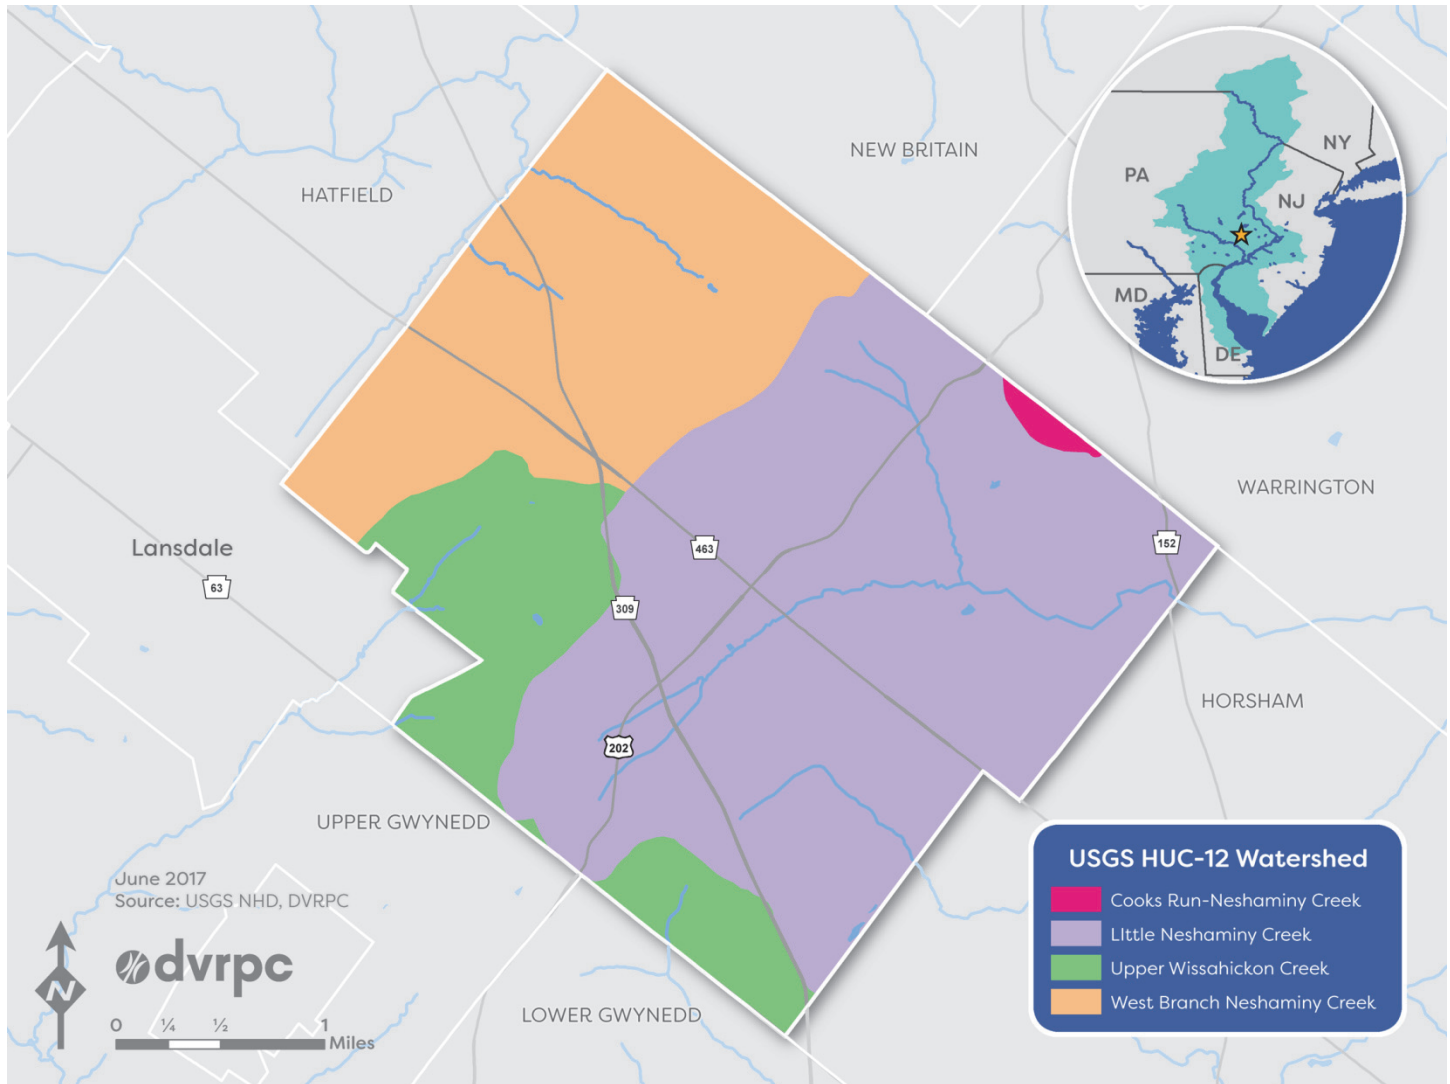 NEW BRITAIN
HATFIELD
NY
PA
NJ
MD
DE
WARRINGTON
Lansdale
63
463
152
309
HORSHAM
202
UPPER GWYNEDD
LOWER GWYNEDD
June 2017
Source: USGS NHD, DVRPC
N
dvrpc
0 ¼ ½ 1
Miles
USGS HUC-12 Watershed
Cooks Run-Neshaminy Creek
LIttle Neshaminy Creek
Upper Wissahickon Creek
West Branch Neshaminy Creek